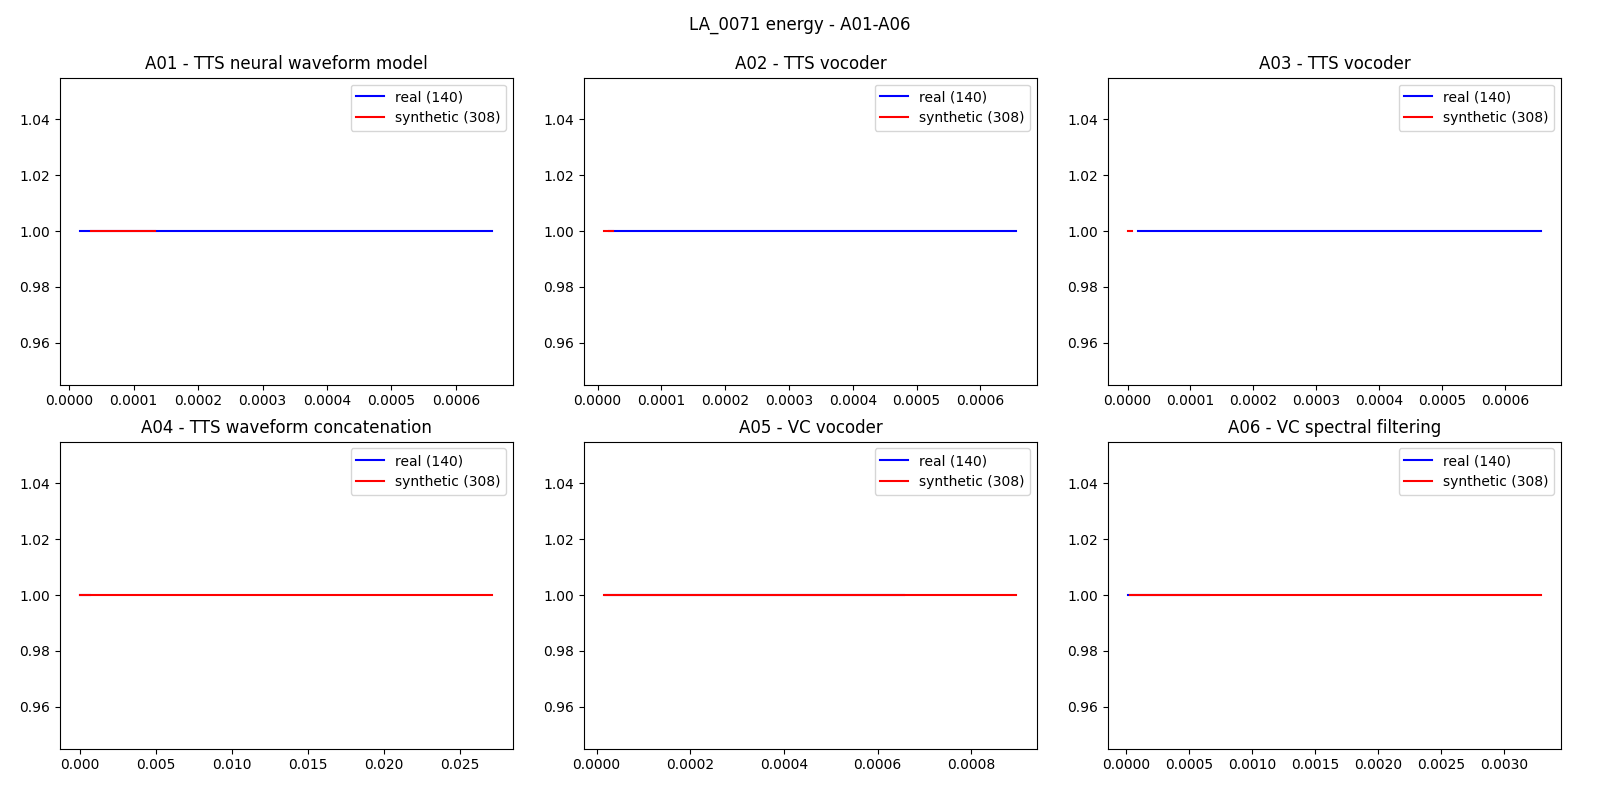 LA_0071 energy - A01-A06
A01 - TTS neural waveform model
real (140)
synthetic (308)
1.04
1.02
1.00
0.98
0.96
0.0000 0.0001 0.0002 0.0003 0.0004 0.0005 0.0006
A02 - TTS vocoder
real (140)
synthetic (308)
1.04
1.02
1.00
0.98
0.96
0.0000 0.0001 0.0002 0.0003 0.0004 0.0005 0.0006
A03 - TTS vocoder
real (140)
synthetic (308)
1.04
1.02
1.00
0.98
0.96
0.0000 0.0001 0.0002 0.0003 0.0004 0.0005 0.0006
A04 - TTS waveform concatenation
real (140)
synthetic (308)
1.04
1.02
1.00
0.98
0.96
0.000 0.005 0.010 0.015 0.020 0.025
A05 - VC vocoder
real (140)
synthetic (308)
1.04
1.02
1.00
0.98
0.96
0.0000 0.0002 0.0004 0.0006 0.0008
A06 - VC spectral filtering
real (140)
synthetic (308)
1.04
1.02
1.00
0.98
0.96
0.0000 0.0005 0.0010 0.0015 0.0020 0.0025 0.0030